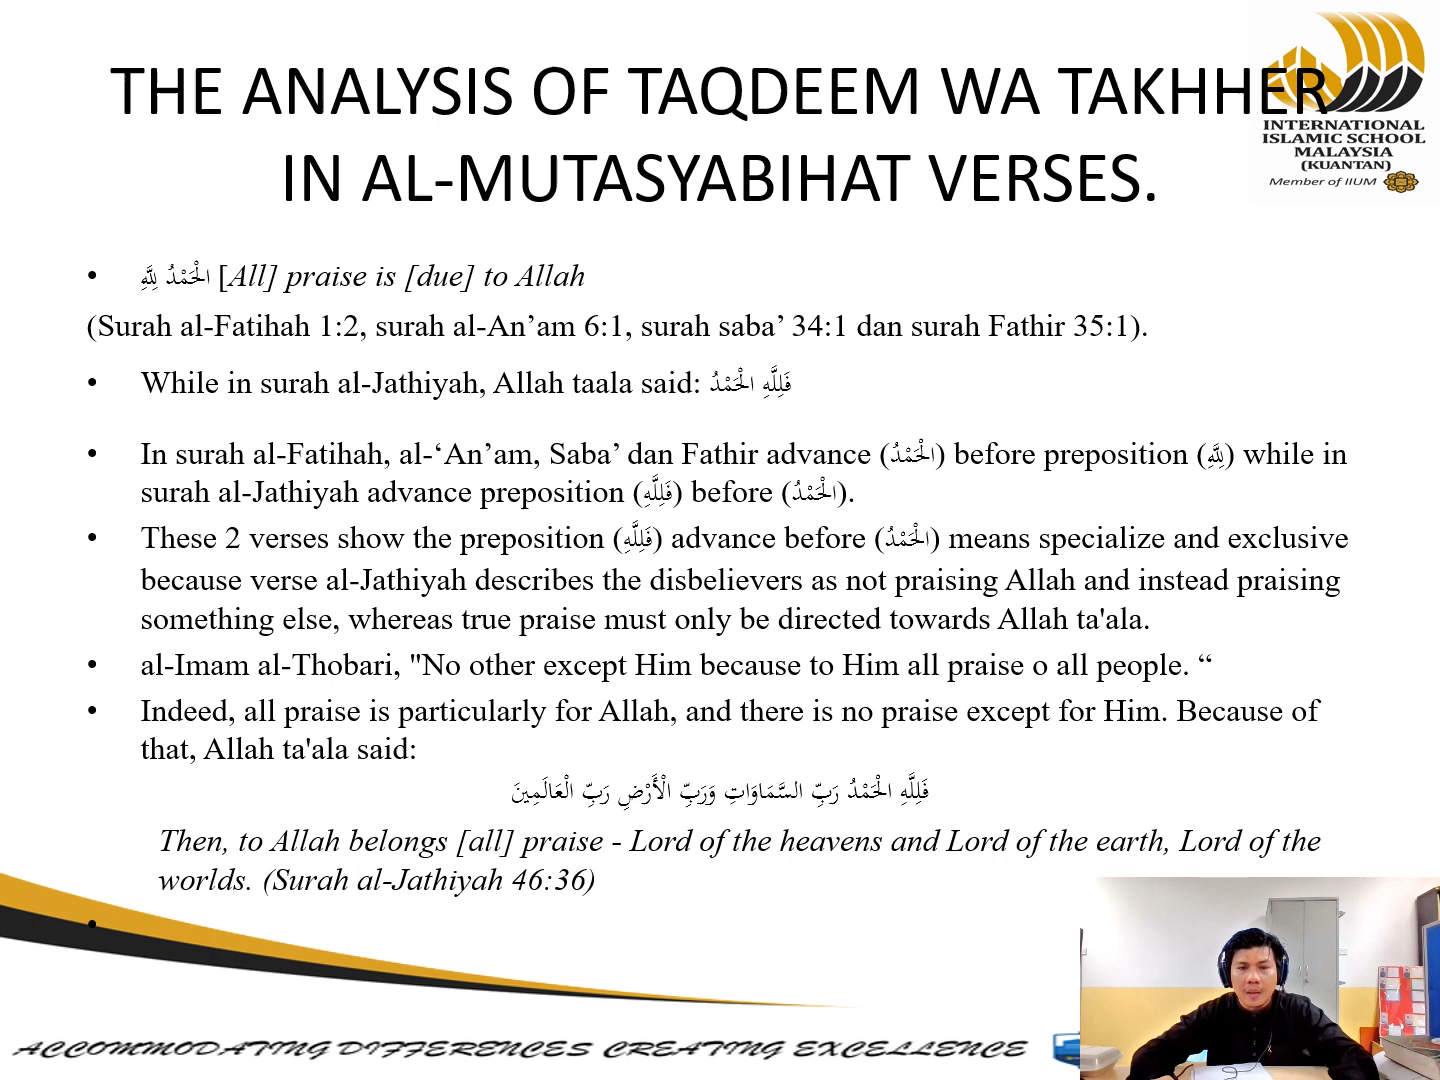 THE ANALYSIS OF TAQDEEM WA TAKHHER
IN AL-MUTASYABIHAT VERSES.
INTERNATIONAL
ISLAMIC SCHOOL
MALAYSIA
(KUANTAN)
Member of IIUM
• الْحَمْدُ لِلَّهِ [All] praise is [due] to Allah
(Surah al-Fatihah 1:2, surah al-An’am 6:1, surah saba’ 34:1 dan surah Fathir 35:1).
• While in surah al-Jathiyah, Allah taala said: فَلِلَّهِ الْحَمْدُ
• In surah al-Fatihah, al-‘An’am, Saba’ dan Fathir advance (الْحَمْدُ) before preposition (لِلَّهِ) while in
surah al-Jathiyah advance preposition (فَلِلَّهِ) before (الْحَمْدُ).
• These 2 verses show the preposition (فَلِلَّهِ) advance before (الْحَمْدُ) means specialize and exclusive
because verse al-Jathiyah describes the disbelievers as not praising Allah and instead praising
something else, whereas true praise must only be directed towards Allah ta'ala.
• al-Imam al-Thobari, "No other except Him because to Him all praise o all people. “
• Indeed, all praise is particularly for Allah, and there is no praise except for Him. Because of
that, Allah ta'ala said:
فَلِلَّهِ الْحَمْدُ رَبِّ السَّمَاوَاتِ وَرَبِّ الْأَرْضِ رَبِّ الْعَالَمِينَ
Then, to Allah belongs [all] praise - Lord of the heavens and Lord of the earth, Lord of the
worlds. (Surah al-Jathiyah 46:36)
•
ACCOMMODATING DIFFERENCES CREATING EXCELLENCE